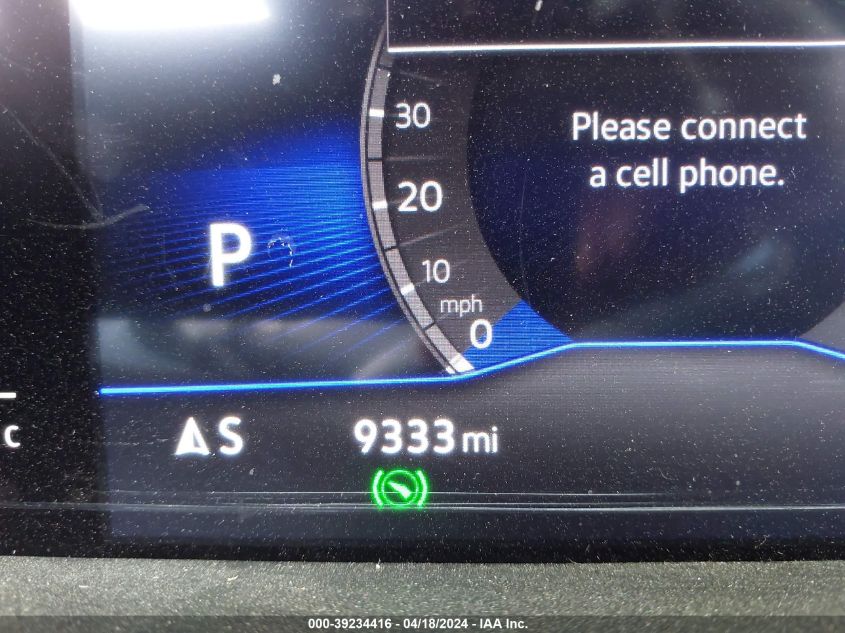 30
Please connect
a cell phone.
20
P
10
mph
0
C
S
9333 mi
000-39234416 - 04/18/2024 - IAA Inc.